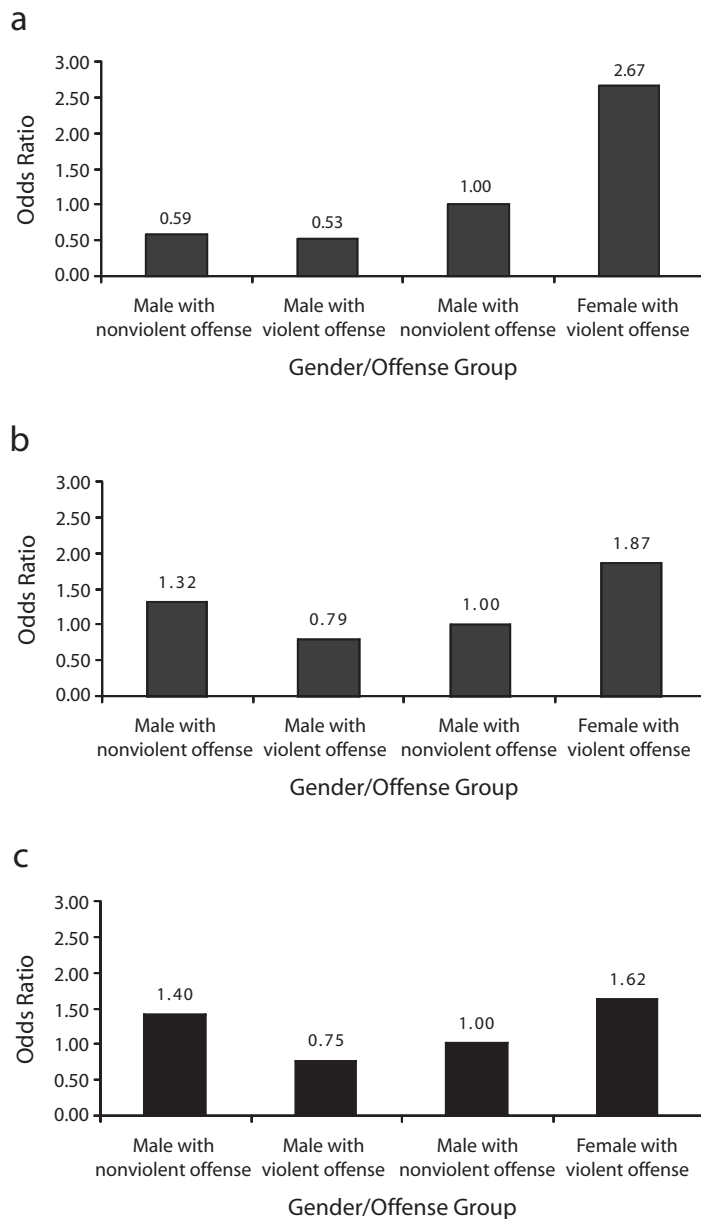 a
3.00
2.50
2.00
1.50
1.00
0.50
0.00
Odds Ratio
0.59
0.53
1.00
2.67
Male with nonviolent offense
Male with violent offense
Male with nonviolent offense
Female with violent offense
Gender/Offense Group
b
3.00
2.50
2.00
1.50
1.00
0.50
0.00
Odds Ratio
1.32
0.79
1.00
1.87
Male with nonviolent offense
Male with violent offense
Male with nonviolent offense
Female with violent offense
Gender/Offense Group
c
3.00
2.50
2.00
1.50
1.00
0.50
0.00
Odds Ratio
1.40
0.75
1.00
1.62
Male with nonviolent offense
Male with violent offense
Male with nonviolent offense
Female with violent offense
Gender/Offense Group